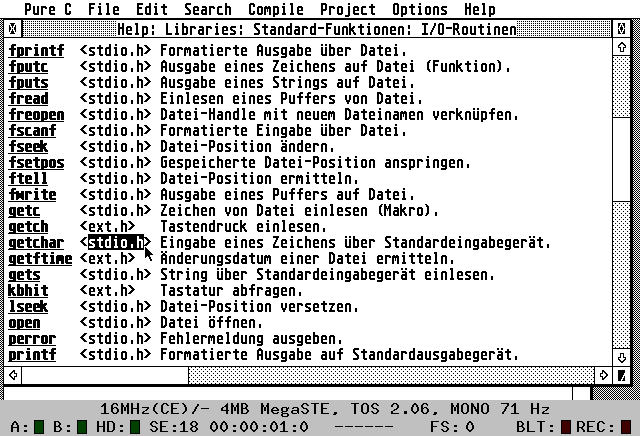 Pure C File Edit Search Compile Project Options Help
Help: Libraries: Standard-Funktionen: I/O-Routinen
fprintf <stdio.h> Formatierte Ausgabe über Datei.
fputc <stdio.h> Ausgabe eines Zeichens auf Datei (Funktion).
fputs <stdio.h> Ausgabe eines Strings auf Datei.
fread <stdio.h> Einlesen eines Puffers von Datei.
freopen <stdio.h> Datei-Handle mit neuem Dateinamen verknüpfen.
fscanf <stdio.h> Formatierte Eingabe über Datei.
fseek <stdio.h> Datei-Position ändern.
fsetpos <stdio.h> Gespeicherte Datei-Position anspringen.
ftell <stdio.h> Datei-Position ermitteln.
fwrite <stdio.h> Ausgabe eines Puffers auf Datei.
getc <stdio.h> Zeichen von Datei einlesen (Makro).
getch <ext.h> Tastendruck einlesen.
getchar <stdio.h> Eingabe eines Zeichens über Standardeingabegerät.
getftime <ext.h> Änderungsdatum einer Datei ermitteln.
gets <stdio.h> String über Standardeingabegerät einlesen.
kbhit <ext.h> Tastatur abfragen.
lseek <stdio.h> Datei-Position versetzen.
open <stdio.h> Datei öffnen.
perror <stdio.h> Fehlermeldung ausgeben.
printf <stdio.h> Formatierte Ausgabe auf Standardausgabegerät.
16MHz(CE)/- 4MB MegaSTE, TOS 2.06, MONO 71 Hz
A: B: HD: SE:18 00:00:01:0 ------ FS: 0 BLT: REC: